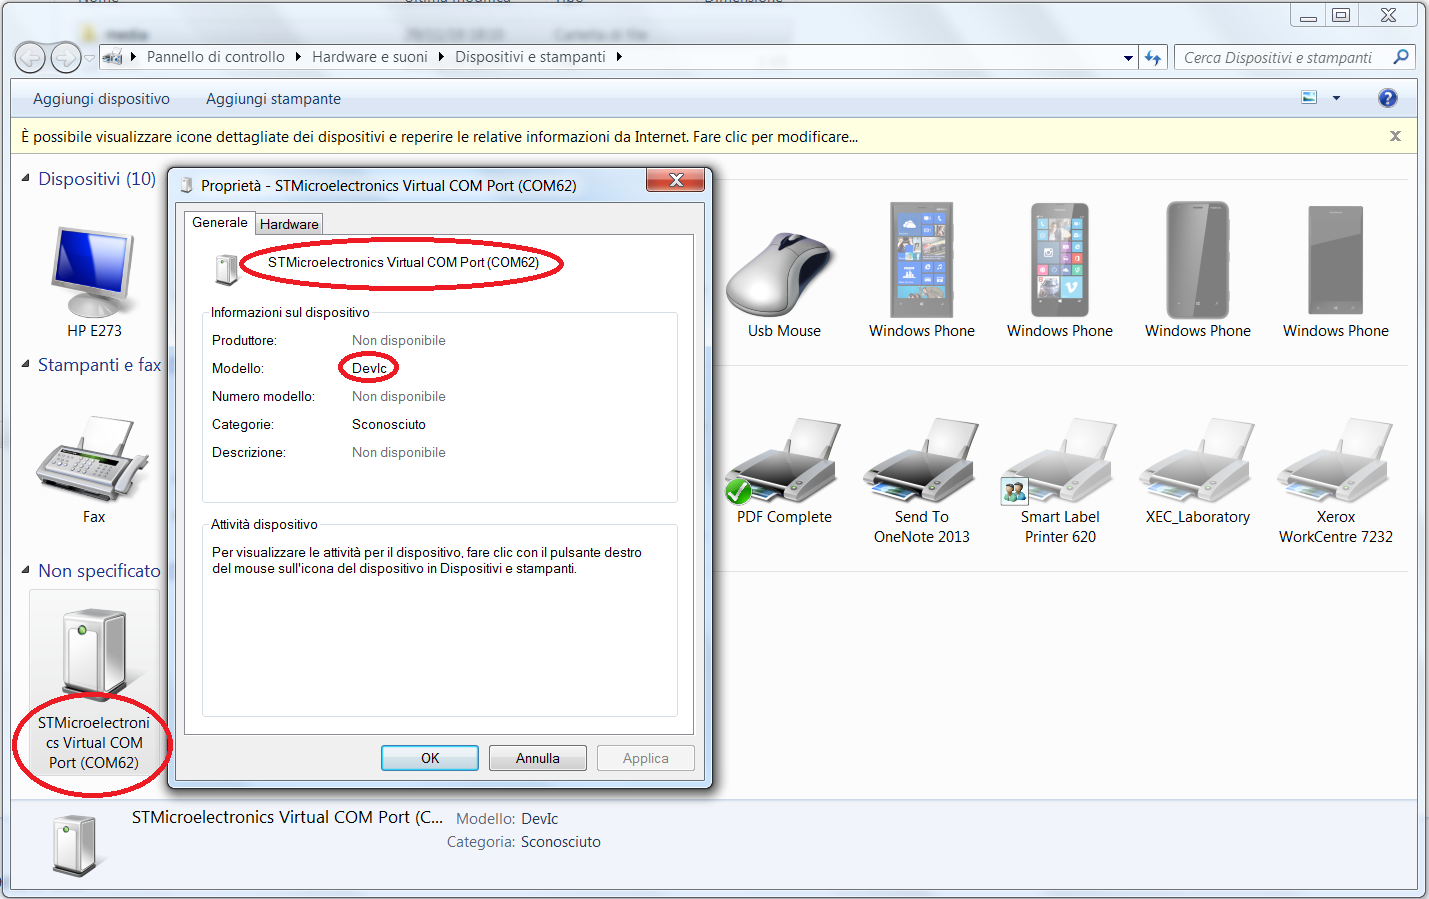 Pannello di controllo
Hardware e suoni
Dispositivi e stampanti
Cerca Dispositivi e stampanti
Aggiungi dispositivo
Aggiungi stampante
È possibile visualizzare icone dettagliate dei dispositivi e reperire le relative informazioni da Internet. Fare clic per modificare...
Dispositivi (10)
HP E273
Usb Mouse
Windows Phone
Windows Phone
Windows Phone
Windows Phone
Stampanti e fax
Fax
PDF Complete
Send To
OneNote 2013
Smart Label
Printer 620
XEC_Laboratory
Xerox
WorkCentre 7232
Non specificato
STMicroelectroni
cs Virtual COM
Port (COM62)
Proprietà - STMicroelectronics Virtual COM Port (COM62)
Generale
Hardware
STMicroelectronics Virtual COM Port (COM62)
Informazioni sul dispositivo
Produttore: Non disponibile
Modello: DevIc
Numero modello: Non disponibile
Categorie: Sconosciuto
Descrizione: Non disponibile
Attività dispositivo
Per visualizzare le attività per il dispositivo, fare clic con il pulsante destro
del mouse sull'icona del dispositivo in Dispositivi e stampanti.
OK
Annulla
Applica
STMicroelectronics Virtual COM Port (C...
Modello: DevIc
Categoria: Sconosciuto